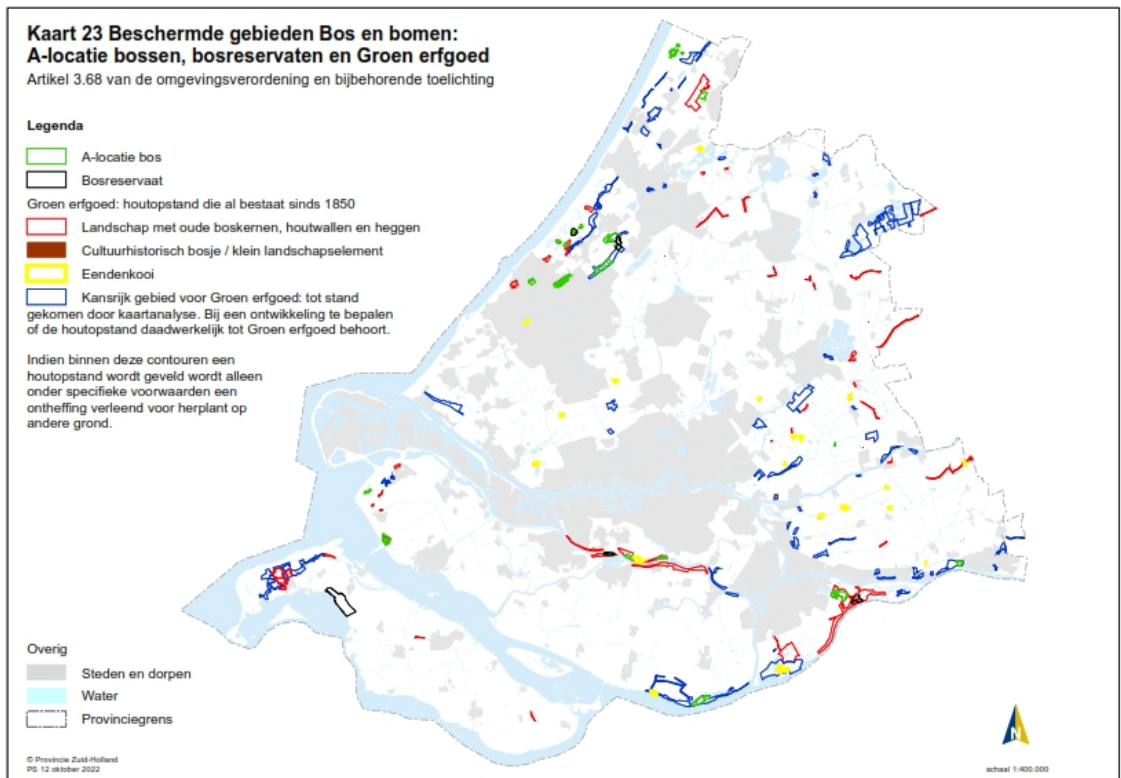 Kaart 23 Beschermde gebieden Bos en bomen:
A-locatie bossen, bosreservaten en Groen erfgoed
Artikel 3.68 van de omgevingsverordening en bijbehorende toelichting
Legenda
A-locatie bos
Bosreservaat
Groen erfgoed: houtopstand die al bestaat sinds 1850
Landschap met oude boskernen, houtwallen en heggen
Cultuurhistorisch bosje / klein landschapselement
Eendenkooi
Kansrijk gebied voor Groen erfgoed: tot stand
gekomen door kaartanalyse. Bij een ontwikkeling te bepalen
of de houtopstand daadwerkelijk tot Groen erfgoed behoort.
Indien binnen deze contouren een
houtopstand wordt geveld wordt alleen
onder specifieke voorwaarden een
ontheffing verleend voor herplant op
andere grond.
Overig
Steden en dorpen
Water
Provinciegrens
© Provincie Zuid-Holland
PS 12 oktober 2022
N
schaal 1:400.000